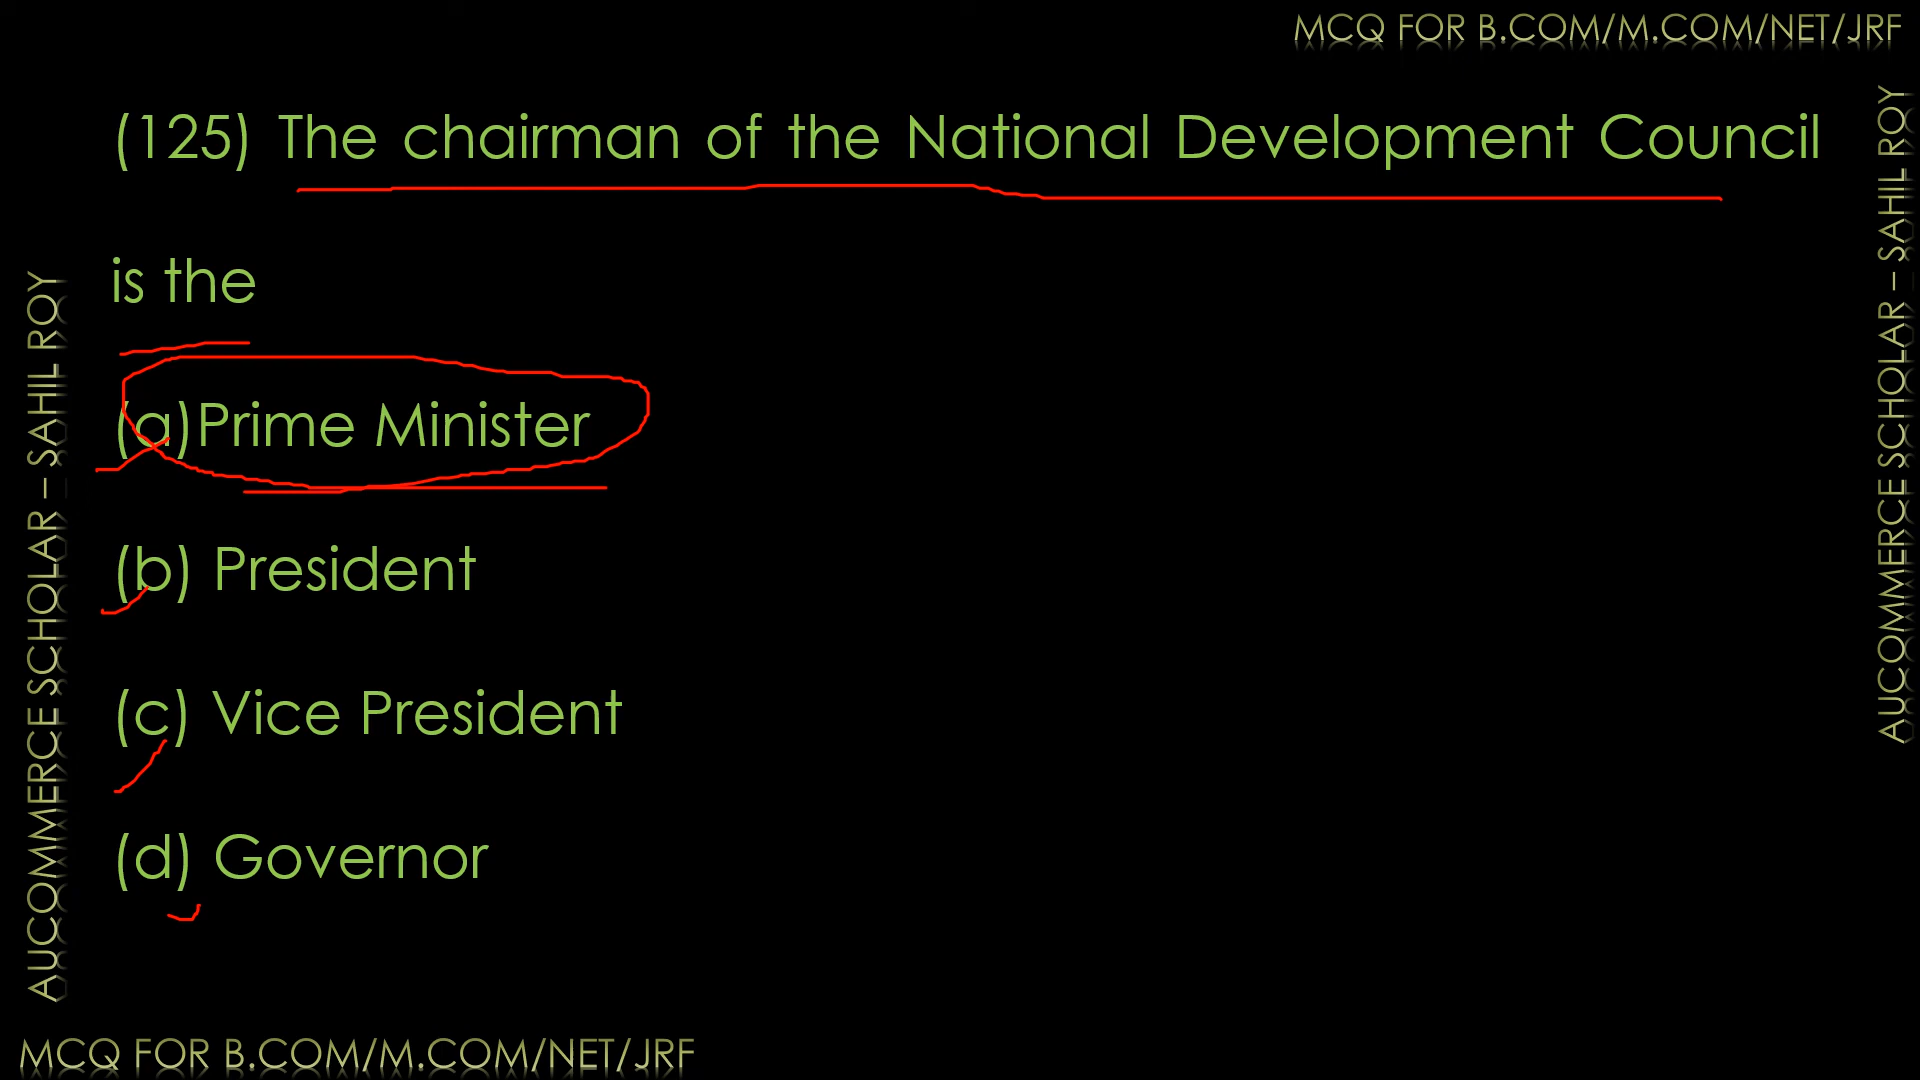 MCQ FOR B.COM/M.COM/NET/JRF
(125) The chairman of the National Development Council
is the
(a)Prime Minister
(b) President
(c) Vice President
(d) Governor
AUCOMMERCE SCHOLAR – SAHIL ROY
AUCOMMERCE SCHOLAR – SAHIL ROY
MCQ FOR B.COM/M.COM/NET/JRF